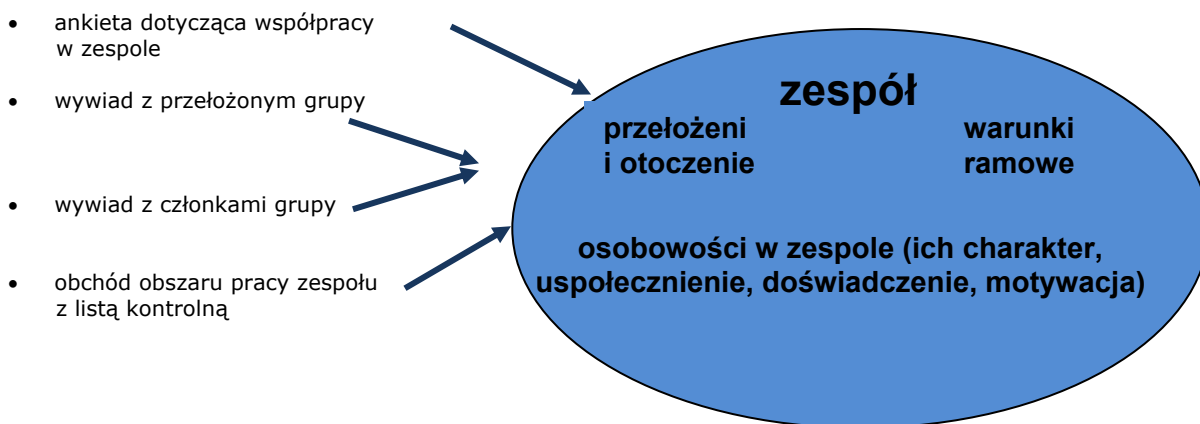 • ankieta dotycząca współpracy
w zespole
• wywiad z przełożonym grupy
• wywiad z członkami grupy
• obchód obszaru pracy zespołu
z listą kontrolną
zespół
przełożeni
i otoczenie
warunki
ramowe
osobowości w zespole (ich charakter,
uspołecznienie, doświadczenie, motywacja)